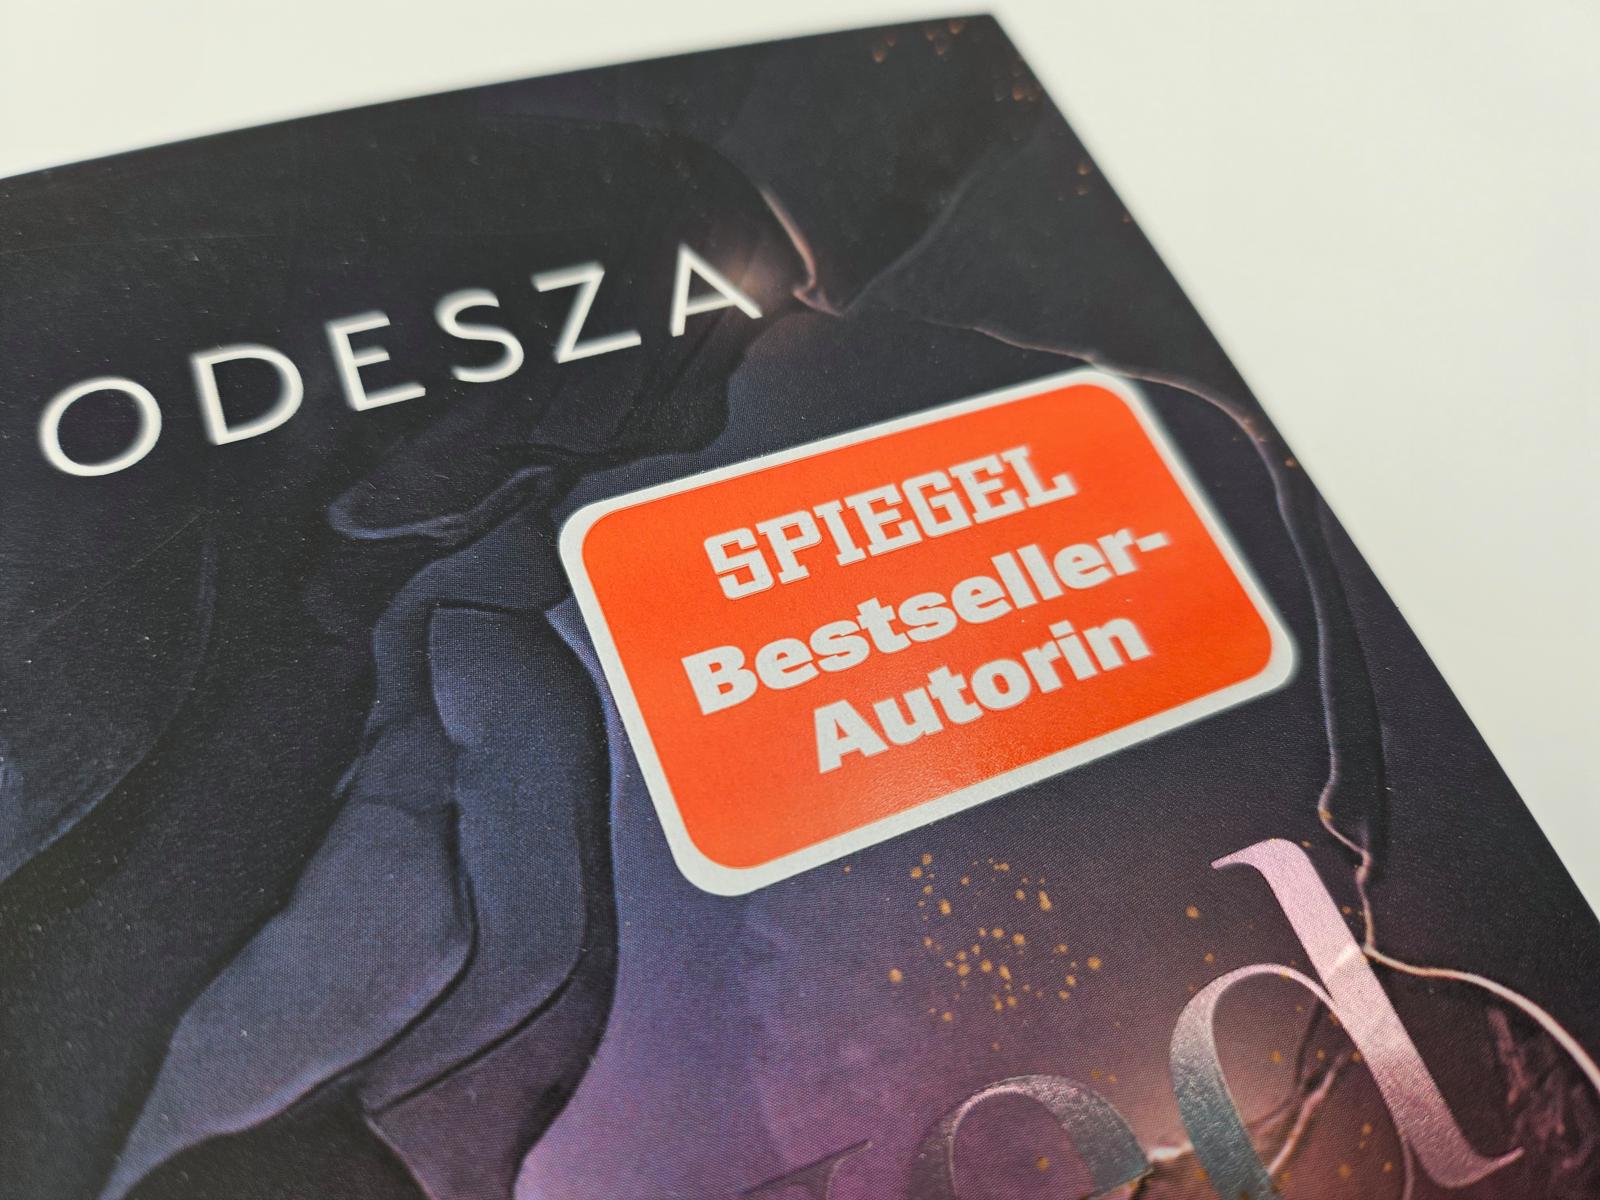 ODESZA
SPIEGEL
Bestseller-
Autorin